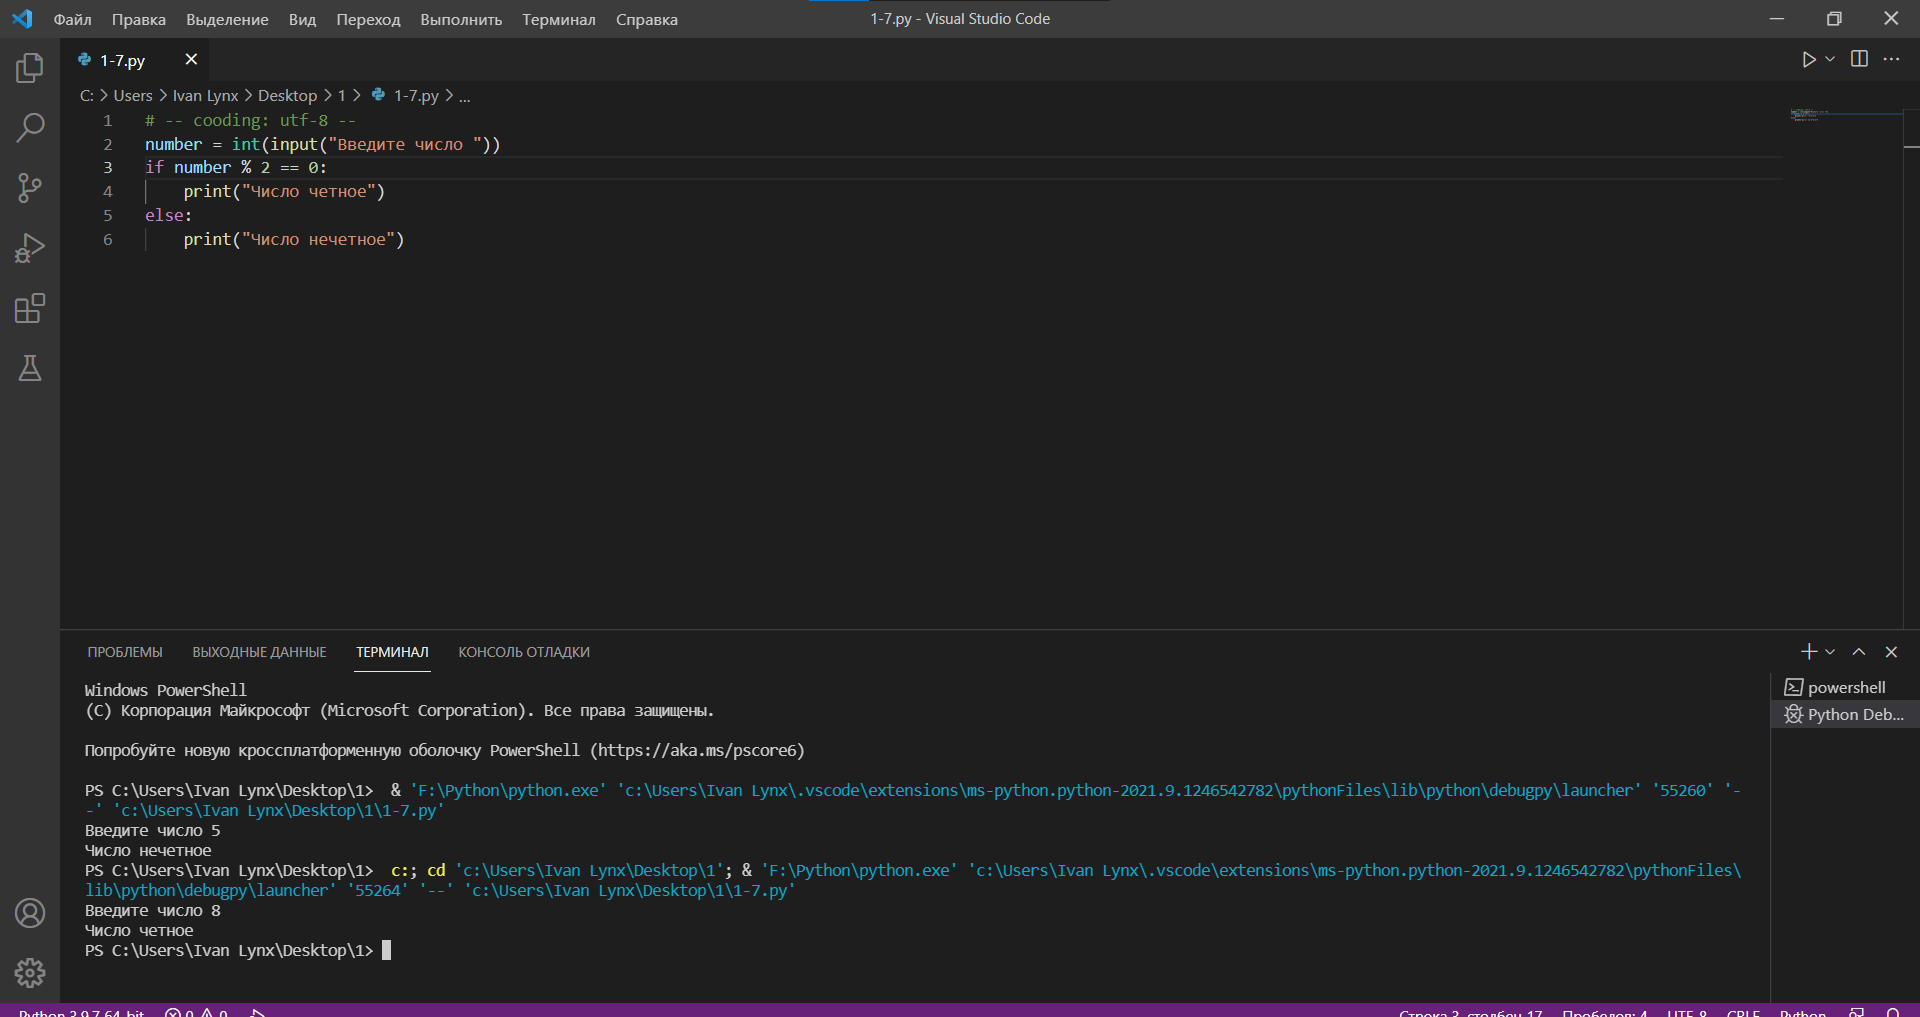 Файл Правка Выделение Вид Переход Выполнить Терминал Справка 1-7.py - Visual Studio Code
1-7.py
C: > Users > Ivan Lynx > Desktop > 1 > 1-7.py > ...
1 # -- cooding: utf-8 --
2 number = int(input("Введите число "))
3 if number % 2 == 0:
4 print("Число четное")
5 else:
6 print("Число нечетное")
ПРОБЛЕМЫ ВЫХОДНЫЕ ДАННЫЕ ТЕРМИНАЛ КОНСОЛЬ ОТЛАДКИ
powershell
Python Deb...
Windows PowerShell
(C) Корпорация Майкрософт (Microsoft Corporation). Все права защищены.
Попробуйте новую кроссплатформенную оболочку PowerShell (https://aka.ms/pscore6)
PS C:\Users\Ivan Lynx\Desktop\1>  & 'F:\Python\python.exe' 'c:\Users\Ivan Lynx\.vscode\extensions\ms-python.python-2021.9.1246542782\pythonFiles\lib\python\debugpy\launcher' '55260' '-
-' 'c:\Users\Ivan Lynx\Desktop\1\1-7.py'
Введите число 5
Число нечетное
PS C:\Users\Ivan Lynx\Desktop\1>  c:; cd 'c:\Users\Ivan Lynx\Desktop\1'; & 'F:\Python\python.exe' 'c:\Users\Ivan Lynx\.vscode\extensions\ms-python.python-2021.9.1246542782\pythonFiles\
lib\python\debugpy\launcher' '55264' '--' 'c:\Users\Ivan Lynx\Desktop\1\1-7.py'
Введите число 8
Число четное
PS C:\Users\Ivan Lynx\Desktop\1>
Python 3.9.7 64-bit 0 0 Строка 3, столбец 17 Пробелов: 4 UTF-8 CRLF Python